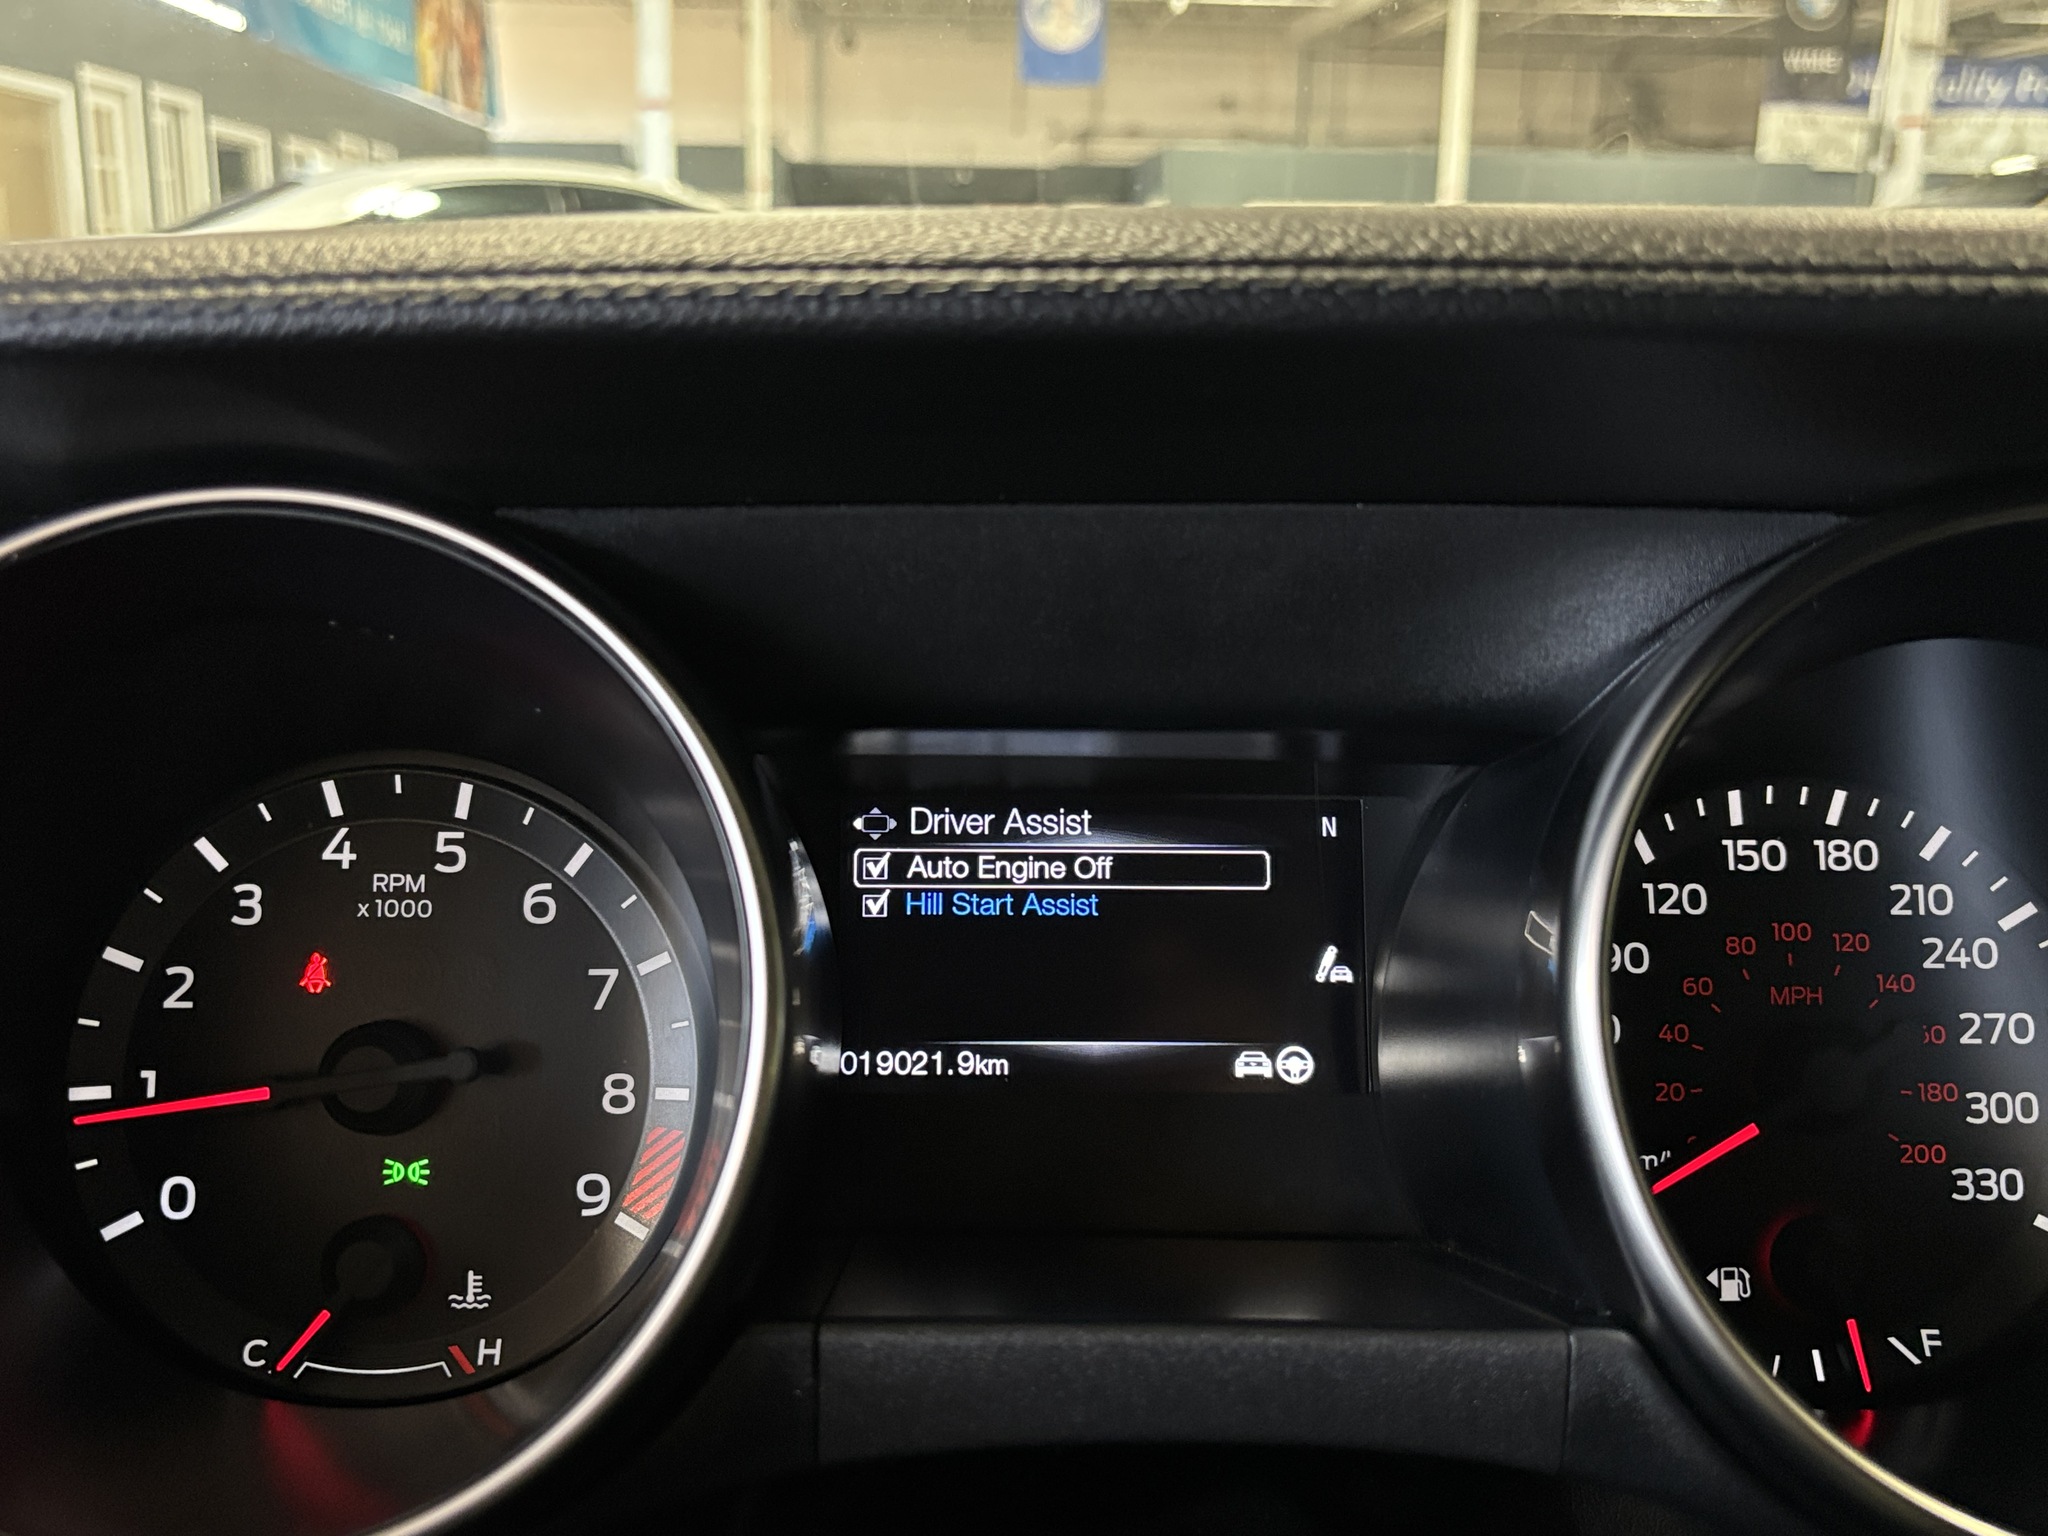 4 5
RPM
x1000
3 6
2 7
1 8
0 9
C H
Driver Assist N
Auto Engine Off
Hill Start Assist
019021.9km
150 180
120 210
240
270
300
330
80 100 120
60 MPH 140
40
20 180
200
F